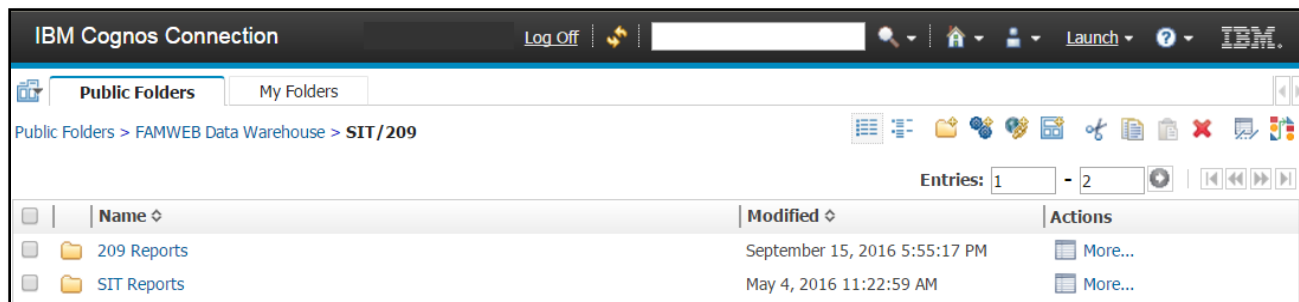 IBM Cognos Connection Log Off Launch ? IBM.
Public Folders My Folders
Public Folders > FAMWEB Data Warehouse > SIT/209
Entries: 1 - 2
Name Modified Actions
209 Reports September 15, 2016 5:55:17 PM More...
SIT Reports May 4, 2016 11:22:59 AM More...